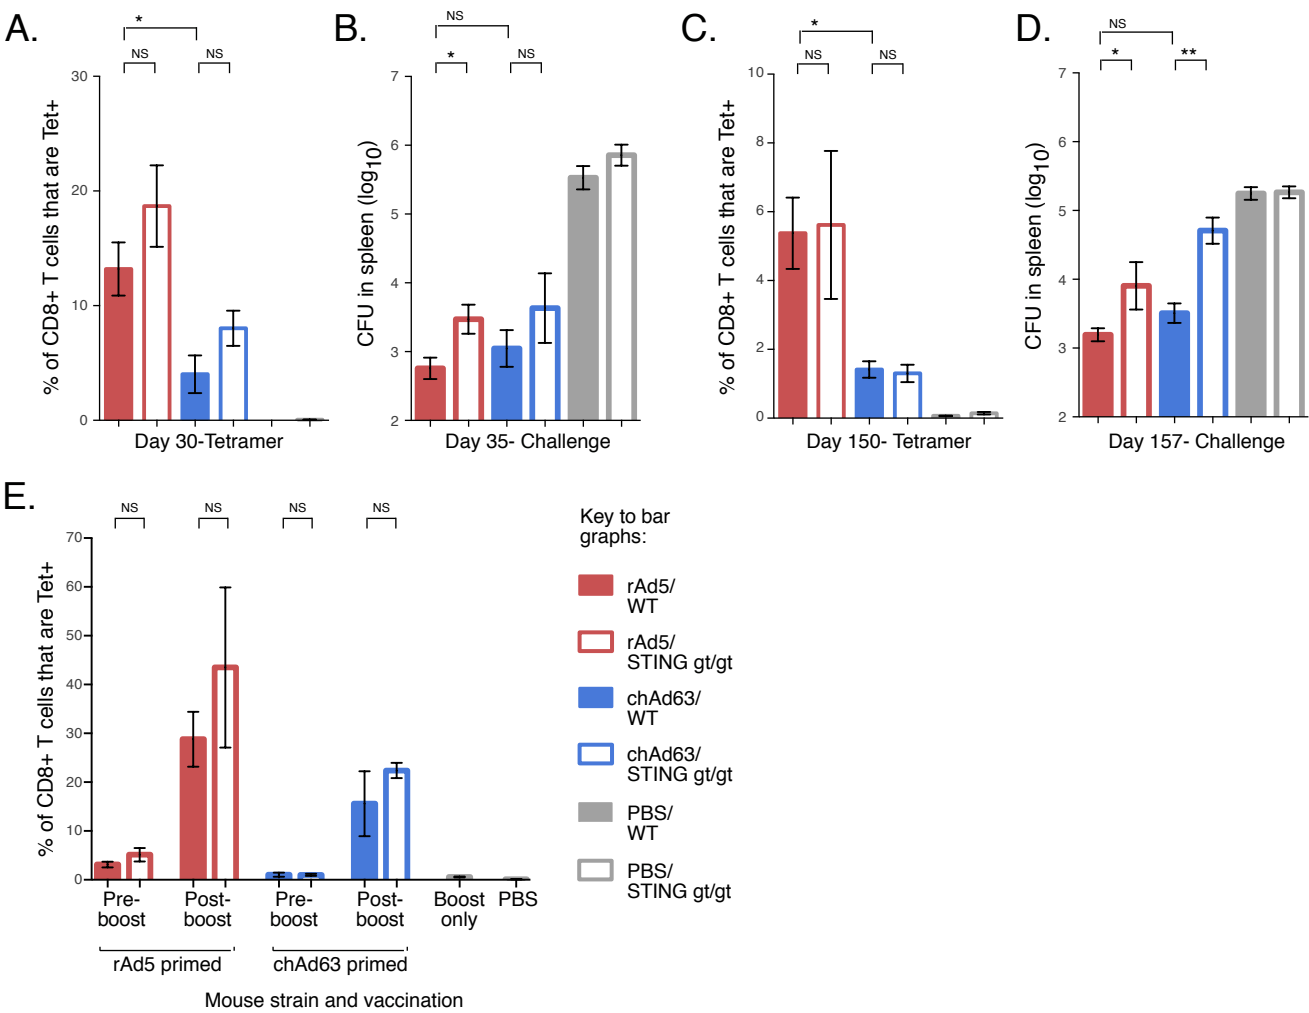 A.
*
NS
NS
% of CD8+ T cells that are Tet+
30
20
10
0
Day 30-Tetramer
B.
NS
*
NS
CFU in spleen (log10)
7
6
5
4
3
2
Day 35- Challenge
C.
*
NS
NS
% of CD8+ T cells that are Tet+
10
8
6
4
2
0
Day 150- Tetramer
D.
NS
*
**
CFU in spleen (log10)
7
6
5
4
3
2
Day 157- Challenge
E.
NS
NS
NS
NS
% of CD8+ T cells that are Tet+
70
60
50
40
30
20
10
0
Pre-
boost
Post-
boost
Pre-
boost
Post-
boost
Boost
only
PBS
rAd5 primed
chAd63 primed
Mouse strain and vaccination
Key to bar
graphs:
rAd5/
WT
rAd5/
STING gt/gt
chAd63/
WT
chAd63/
STING gt/gt
PBS/
WT
PBS/
STING gt/gt